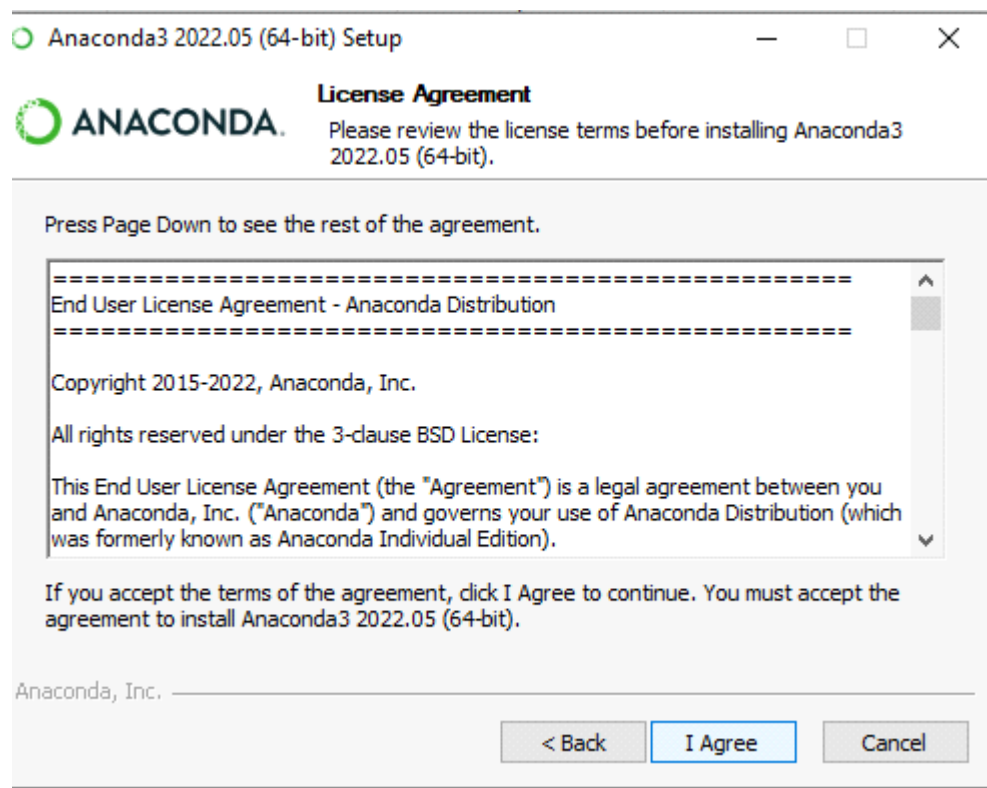 Anaconda3 2022.05 (64-bit) Setup
ANACONDA.
License Agreement
Please review the license terms before installing Anaconda3
2022.05 (64-bit).
Press Page Down to see the rest of the agreement.
==================================================
End User License Agreement - Anaconda Distribution
==================================================
Copyright 2015-2022, Anaconda, Inc.
All rights reserved under the 3-clause BSD License:
This End User License Agreement (the "Agreement") is a legal agreement between you
and Anaconda, Inc. ("Anaconda") and governs your use of Anaconda Distribution (which
was formerly known as Anaconda Individual Edition).
If you accept the terms of the agreement, click I Agree to continue. You must accept the
agreement to install Anaconda3 2022.05 (64-bit).
Anaconda, Inc.
< Back
I Agree
Cancel